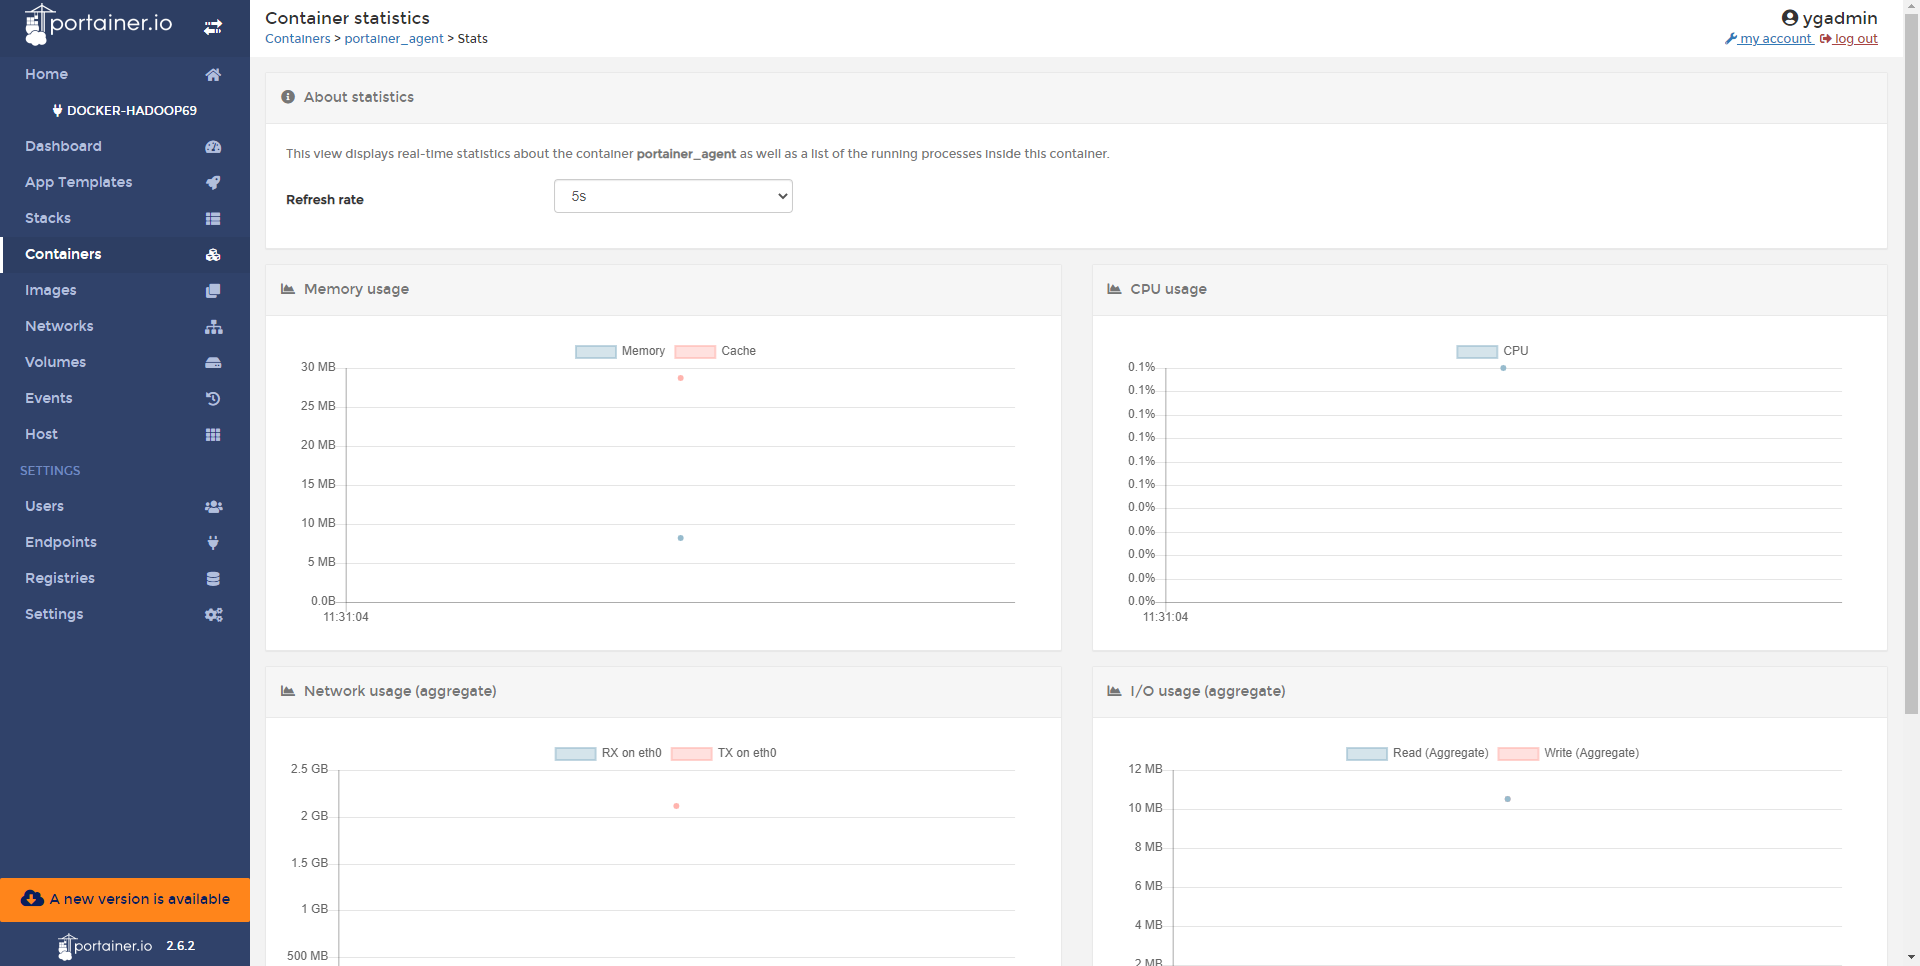 portainer.io
Home
DOCKER-HADOOP69
Dashboard
App Templates
Stacks
Containers
Images
Networks
Volumes
Events
Host
SETTINGS
Users
Endpoints
Registries
Settings
A new version is available
portainer.io 2.6.2
Container statistics
Containers > portainer_agent > Stats
ygadmin
my account log out
About statistics
This view displays real-time statistics about the container portainer_agent as well as a list of the running processes inside this container.
Refresh rate 5s
Memory usage
Memory Cache
30 MB
25 MB
20 MB
15 MB
10 MB
5 MB
0.0B
11:31:04
CPU usage
CPU
0.1%
0.1%
0.1%
0.1%
0.1%
0.1%
0.0%
0.0%
0.0%
0.0%
0.0%
11:31:04
Network usage (aggregate)
RX on eth0 TX on eth0
2.5 GB
2 GB
1.5 GB
1 GB
500 MB
I/O usage (aggregate)
Read (Aggregate) Write (Aggregate)
12 MB
10 MB
8 MB
6 MB
4 MB
2 MB